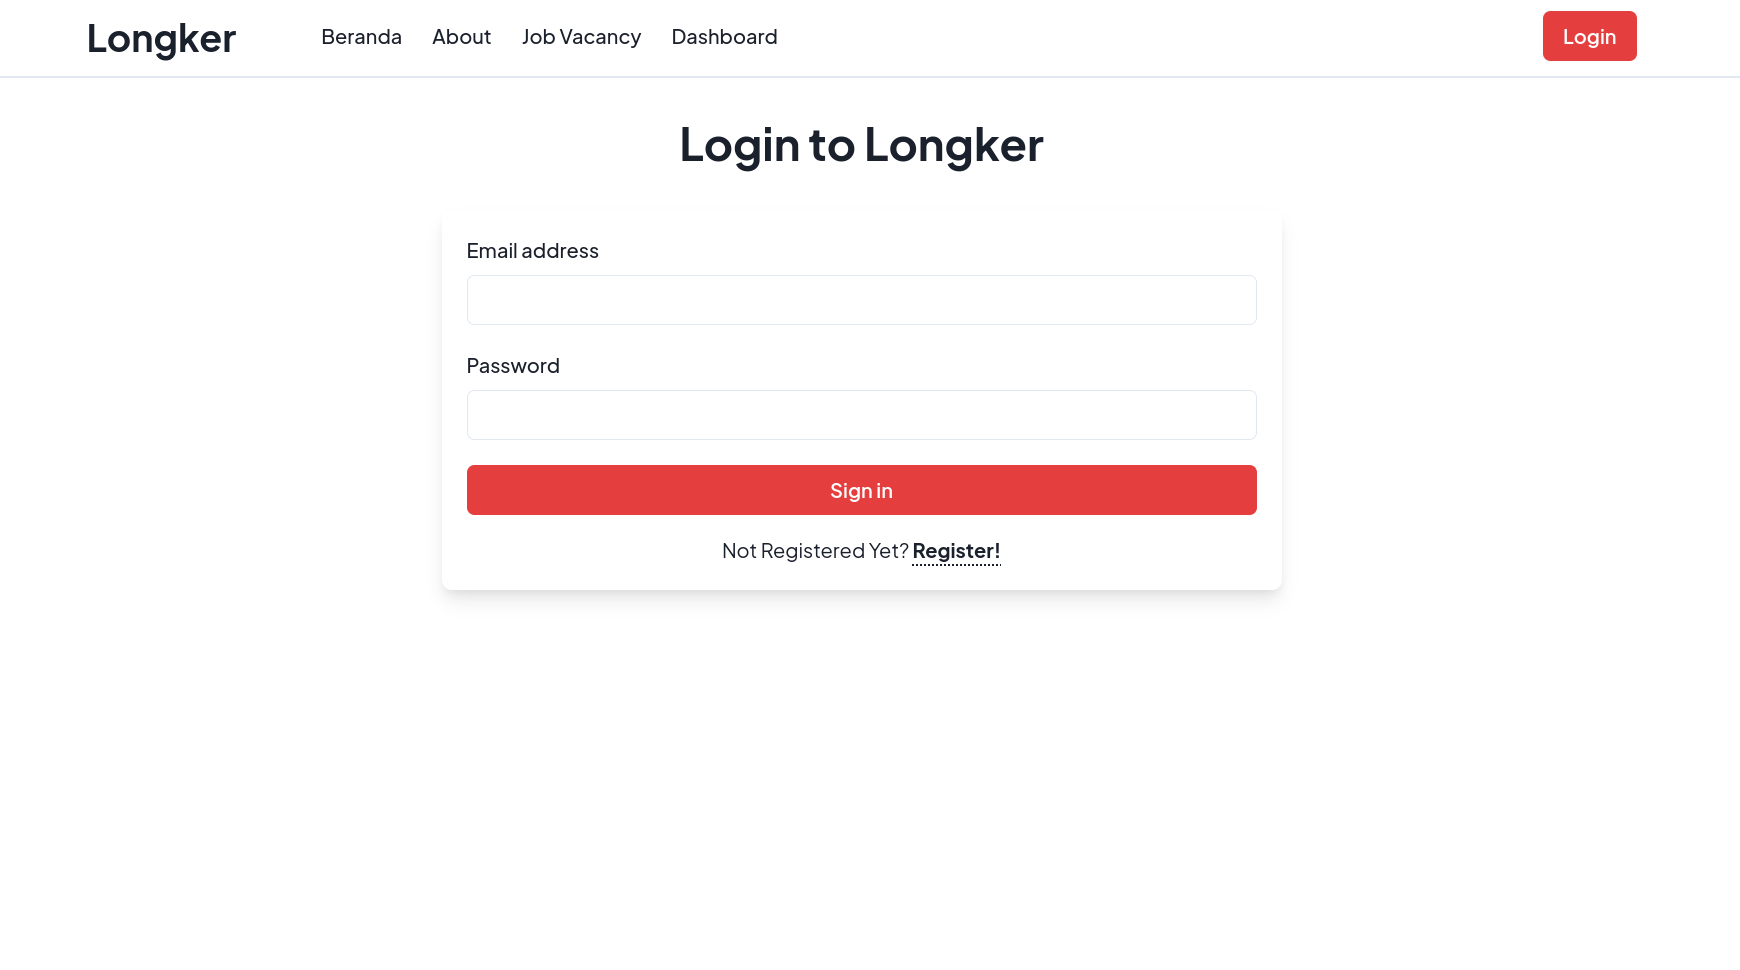 Longker
Beranda About Job Vacancy Dashboard
Login
Login to Longker
Email address
Password
Sign in
Not Registered Yet? Register!